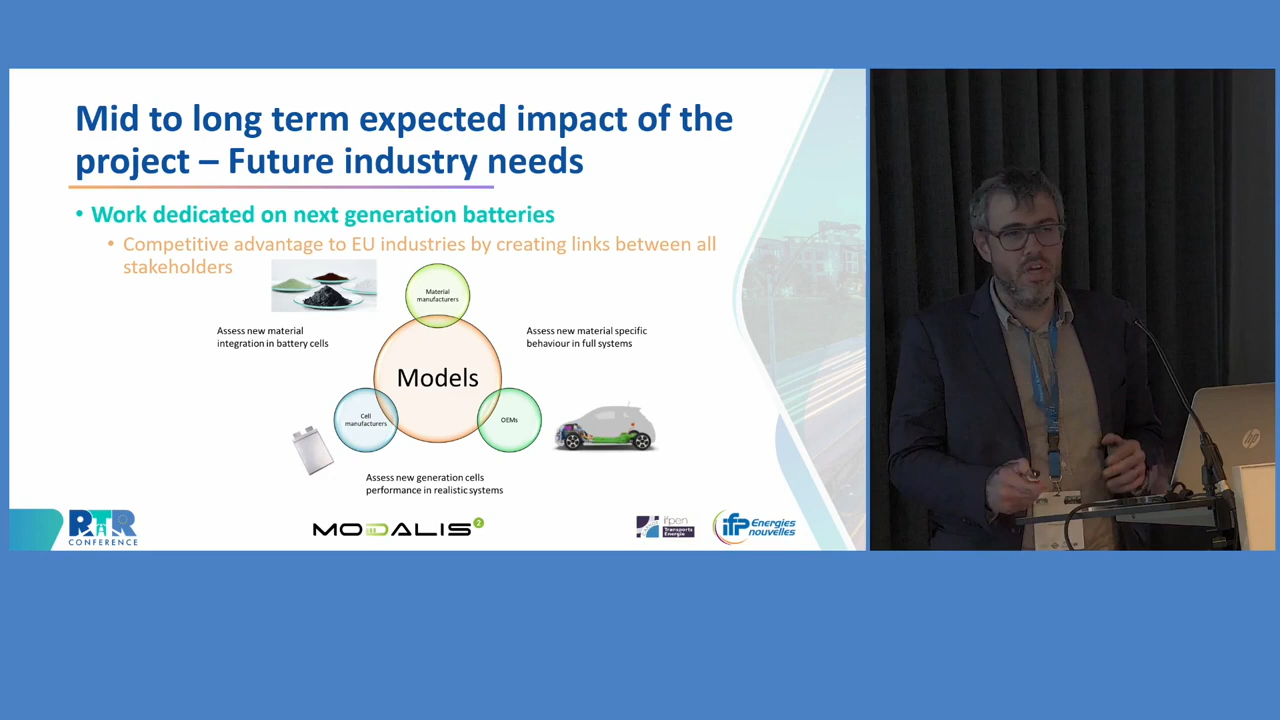 Mid to long term expected impact of the
project – Future industry needs
• Work dedicated on next generation batteries
• Competitive advantage to EU industries by creating links between all
stakeholders
Material
manufacturers
Assess new material
integration in battery cells
Assess new material specific
behaviour in full systems
Models
Cell
manufacturers
OEMs
Assess new generation cells
performance in realistic systems
RTR
CONFERENCE
MODALIS2
ifpen
Transports
Energie
ifp Energies
nouvelles
hp